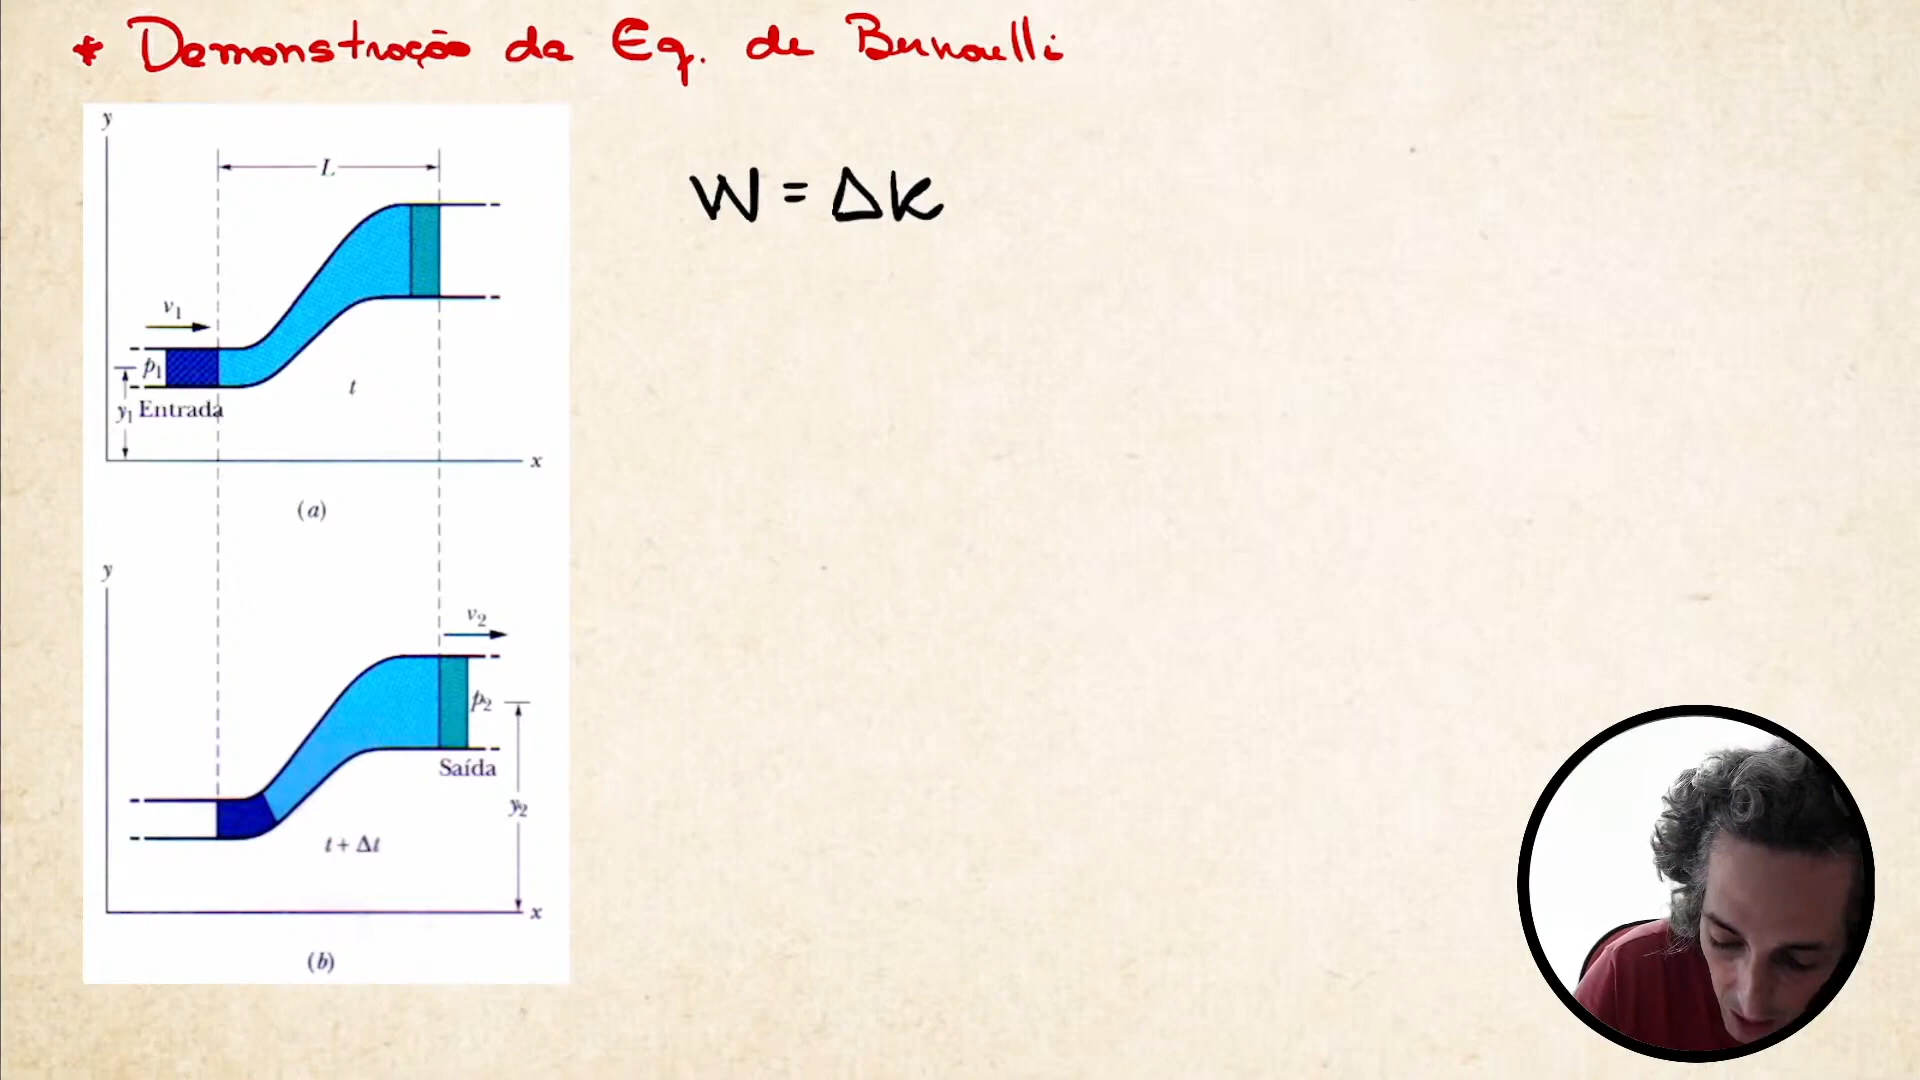 * Demonstração da Eq. de Bernoulli
W = ΔK
y
L
v1
p1
y1 Entrada
t
x
(a)
y
v2
p2
Saída
y2
t + Δt
x
(b)